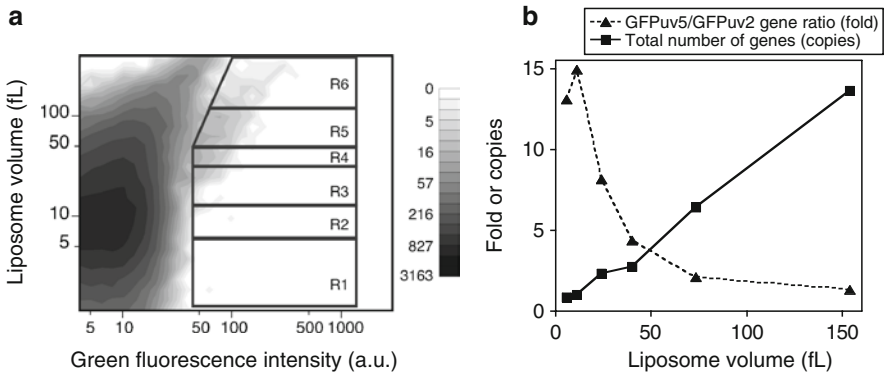 a
Liposome volume (fL)
100
50
10
5
R6
R5
R4
R3
R2
R1
5 10 50 100 500 1000
Green fluorescence intensity (a.u.)
0
5
16
57
216
827
3163
b
GFPuv5/GFPuv2 gene ratio (fold)
Total number of genes (copies)
Fold or copies
15
10
5
0
0 50 100 150
Liposome volume (fL)